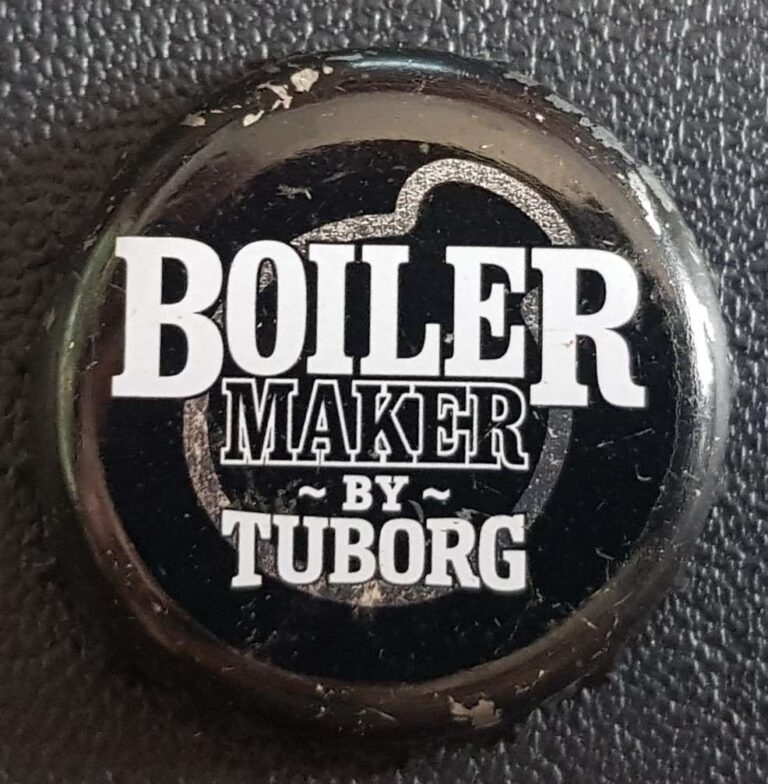 BOILER
MAKER
~ BY ~
TUBORG